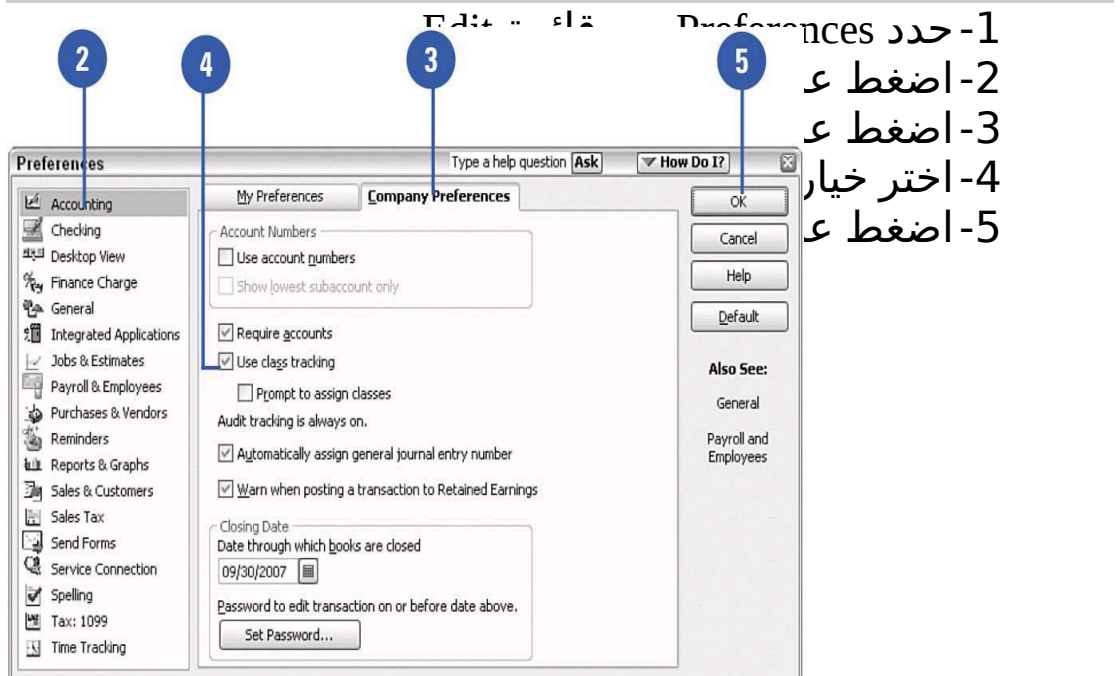 1- حدد Preferences Edit
2- اضغط
3- اضغط
4- اختر خيار
5- اضغط
2
4
3
5
Preferences
Type a help question Ask How Do I?
Accounting
Checking
Desktop View
Finance Charge
General
Integrated Applications
Jobs & Estimates
Payroll & Employees
Purchases & Vendors
Reminders
Reports & Graphs
Sales & Customers
Sales Tax
Send Forms
Service Connection
Spelling
Tax: 1099
Time Tracking
My Preferences Company Preferences
Account Numbers
Use account numbers
Show lowest subaccount only
Require accounts
Use class tracking
Prompt to assign classes
Audit tracking is always on.
Automatically assign general journal entry number
Warn when posting a transaction to Retained Earnings
Closing Date
Date through which books are closed
09/30/2007
Password to edit transaction on or before date above.
Set Password...
OK
Cancel
Help
Default
Also See:
General
Payroll and
Employees